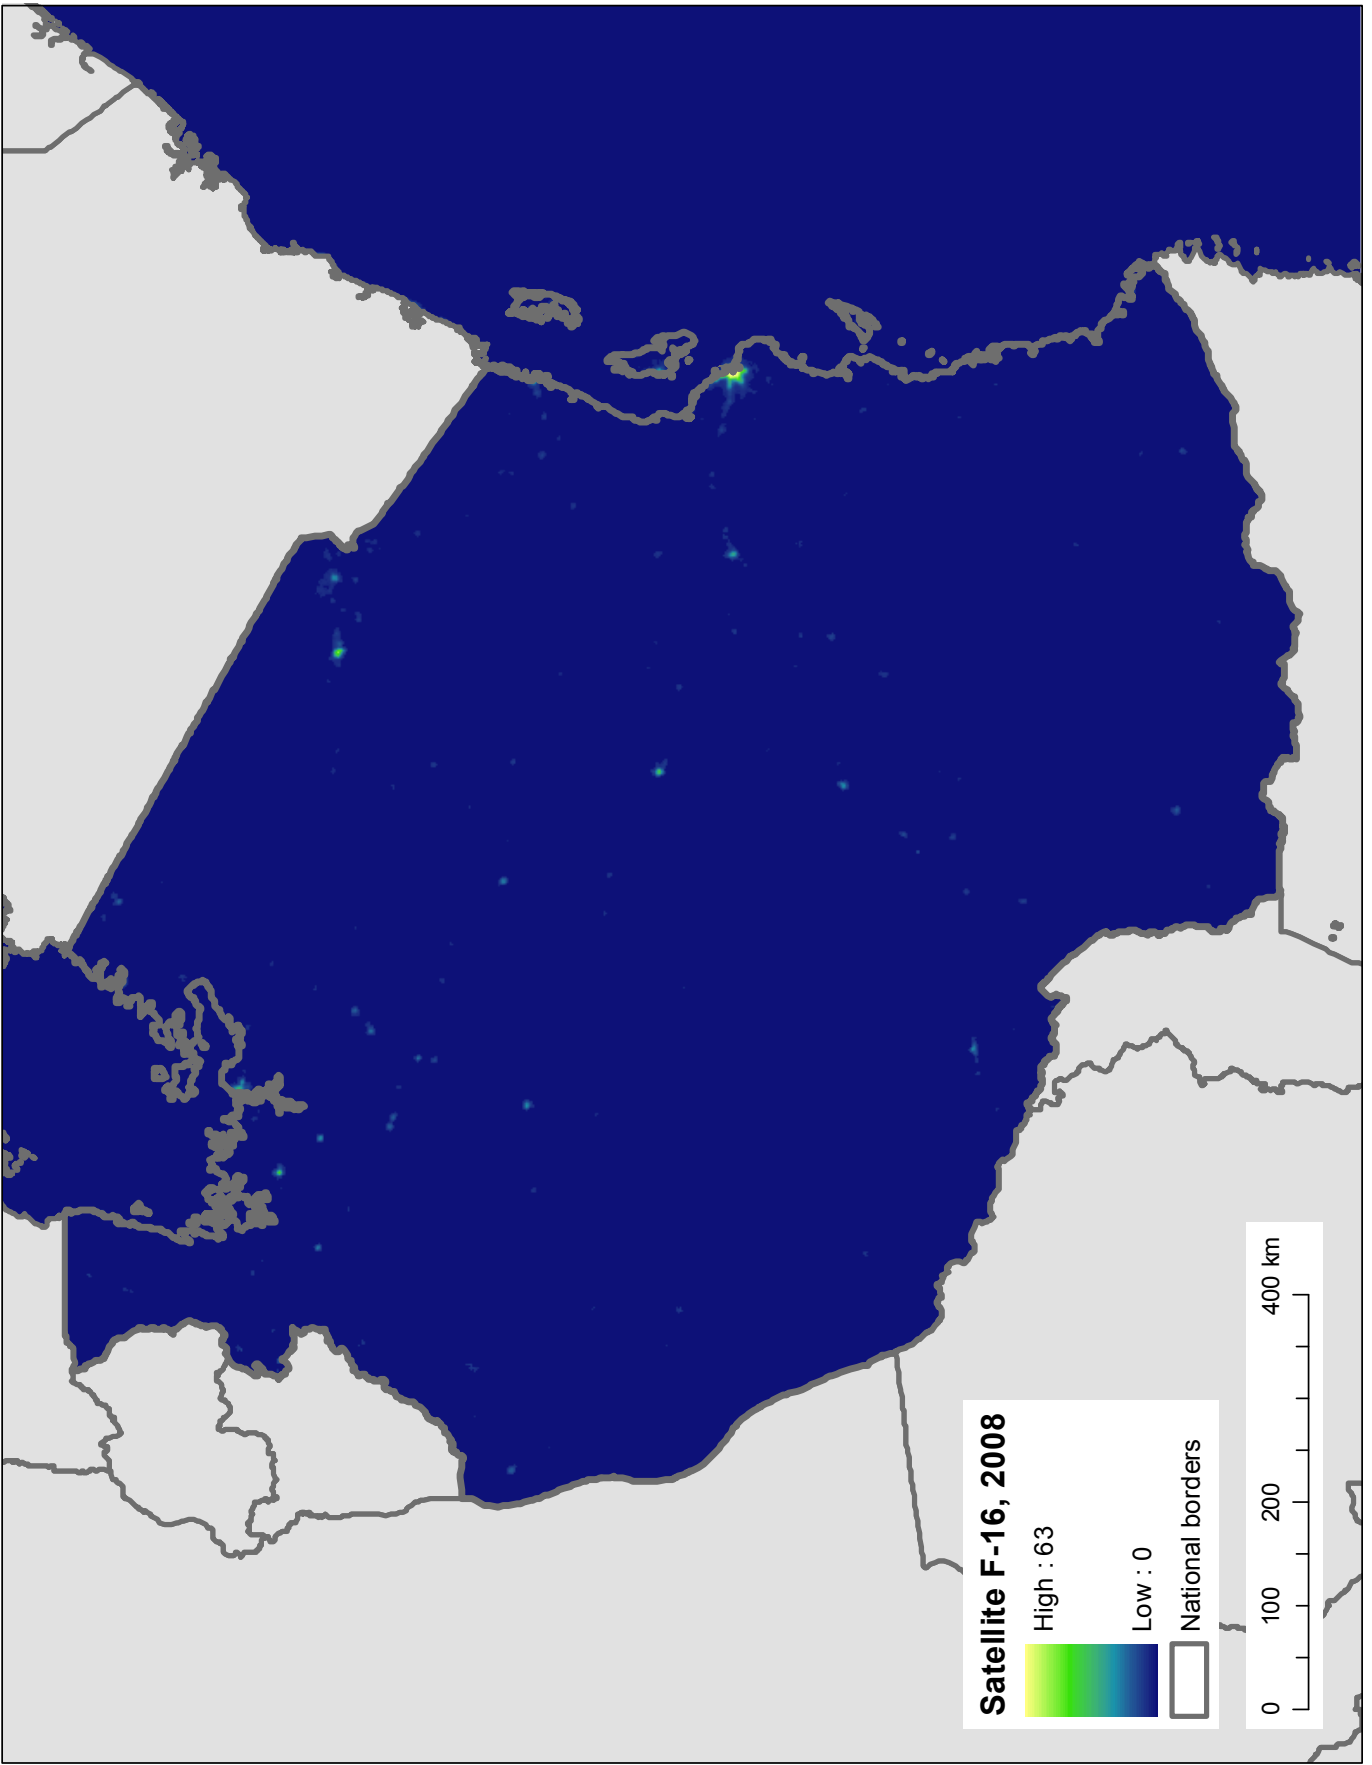 Satellite F-16, 2008
High : 63
Low : 0
National borders
0 100 200 400 km